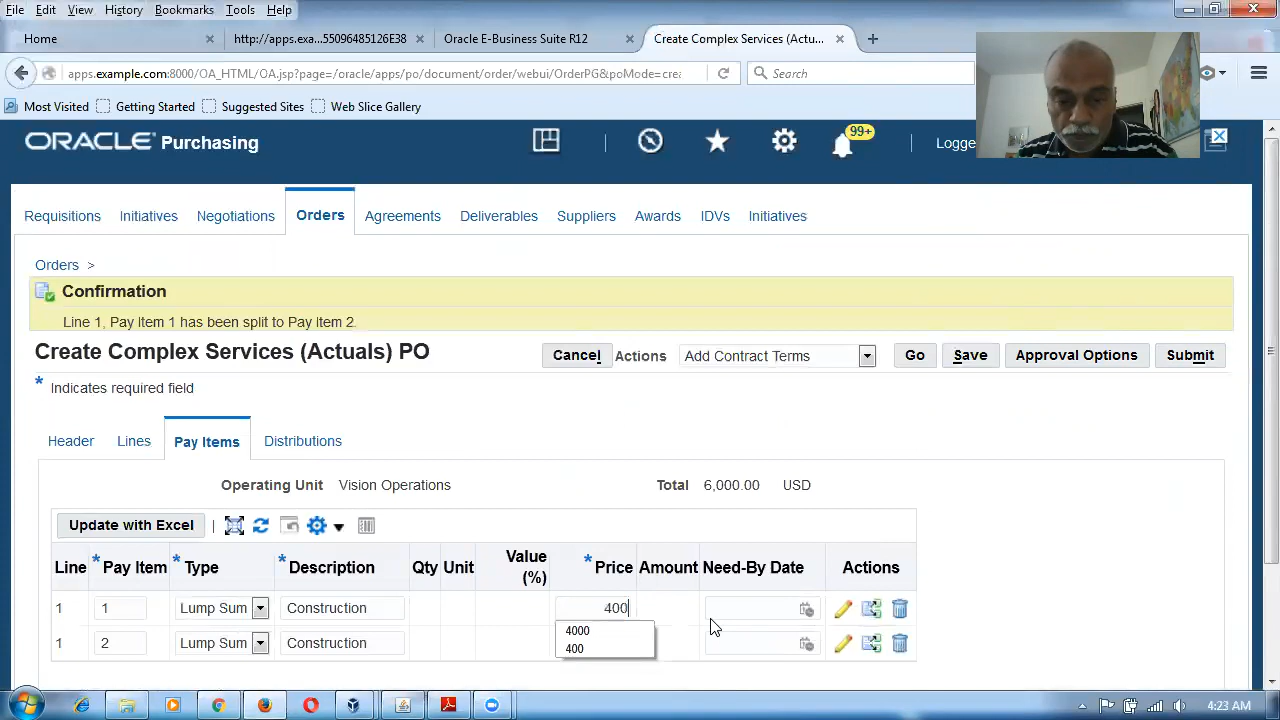 File Edit View History Bookmarks Tools Help
Home http://apps.exa...55096485126E38 Oracle E-Business Suite R12 Create Complex Services (Actu...
apps.example.com:8000/OA_HTML/OA.jsp?page=/oracle/apps/po/document/order/webui/ Search
Most Visited Getting Started Suggested Sites Web Slice Gallery
ORACLE Purchasing 99+ Logge
Requisitions Initiatives Negotiations Orders Agreements Deliverables Suppliers Awards IDVs Initiatives
Orders >
Confirmation
Line 1, Pay Item 1 has been split to Pay Item 2.
Create Complex Services (Actuals) PO Cancel Actions Add Contract Terms Go Save Approval Options Submit
* Indicates required field
Header Lines Pay Items Distributions
Operating Unit Vision Operations Total 6,000.00 USD
Update with Excel
Line * Pay Item * Type * Description Qty Unit Value (%) * Price Amount Need-By Date Actions
1 1 Lump Sum Construction 400
4000
1 2 Lump Sum Construction 400
4:23 AM